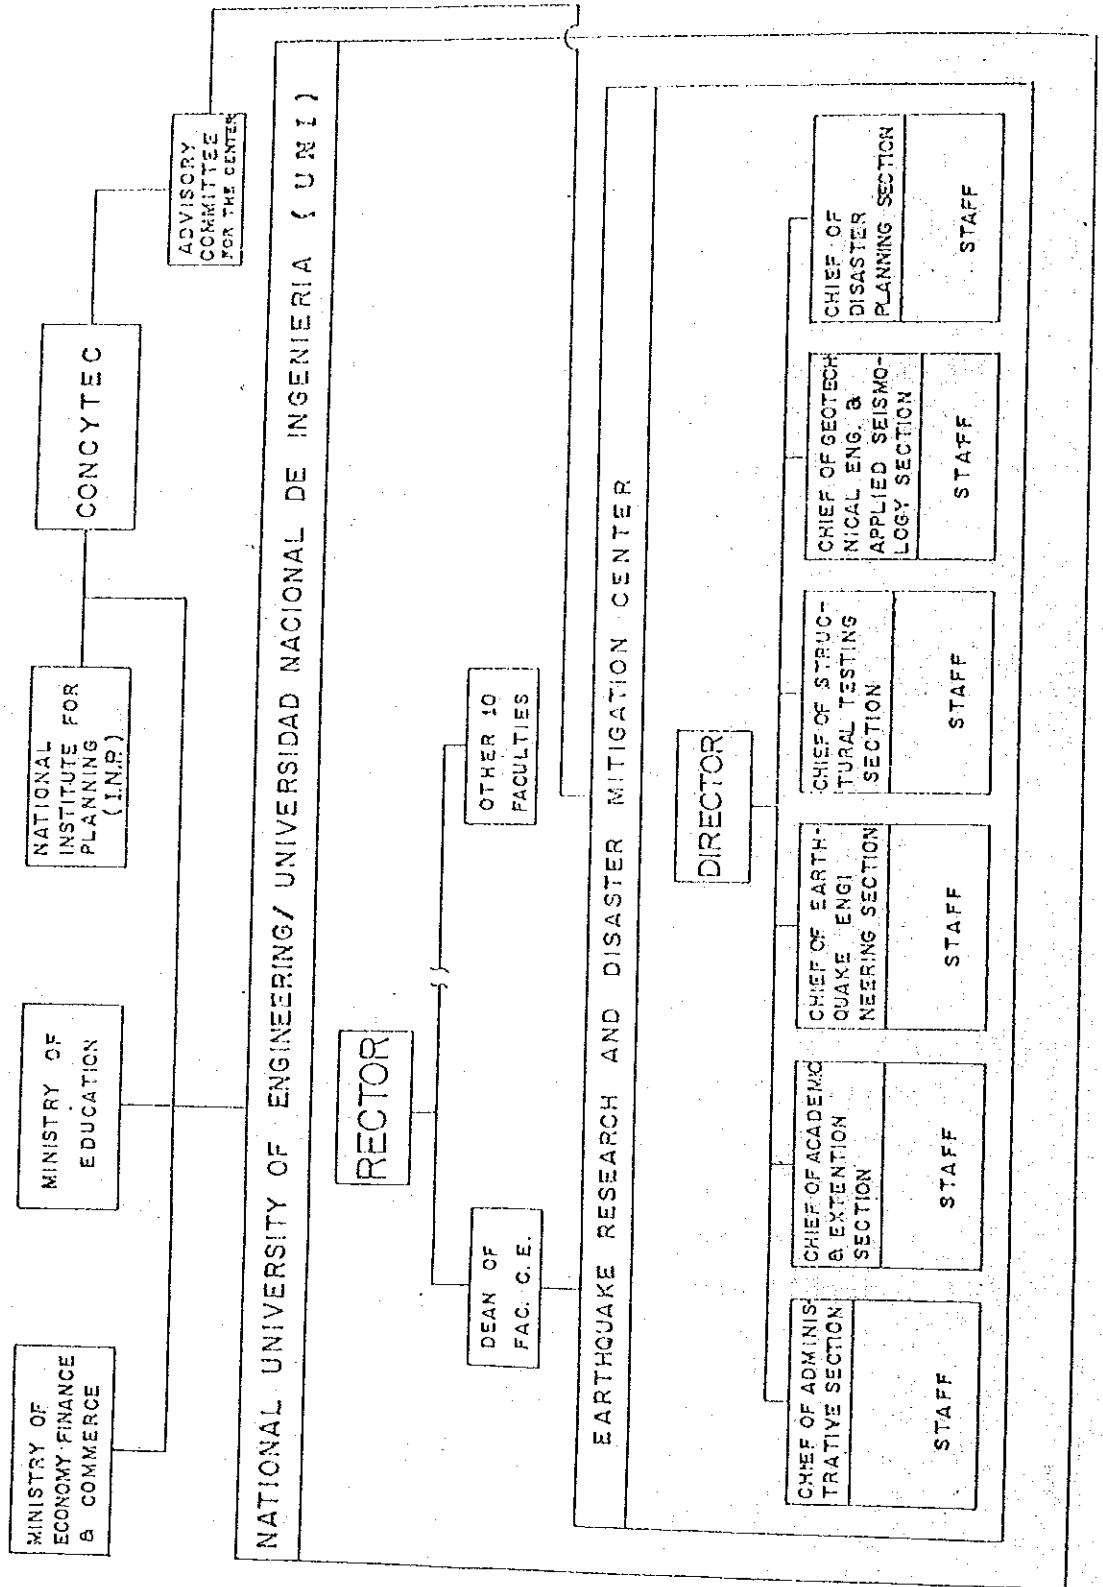 MINISTRY OF
ECONOMY FINANCE
& COMMERCE
MINISTRY OF
EDUCATION
NATIONAL
INSTITUTE FOR
PLANNING
(I.N.P.)
CONCYTEC
ADVISORY
COMMITTEE
FOR THE CENTER
NATIONAL UNIVERSITY OF ENGINEERING/ UNIVERSIDAD NACIONAL DE INGENIERIA ( UNI )
RECTOR
DEAN OF
FAC. C.E.
OTHER 10
FACULTIES
EARTHQUAKE RESEARCH AND DISASTER MITIGATION CENTER
DIRECTOR
CHIEF OF ADMINIS-
TRATIVE SECTION
STAFF
CHIEF OF ACADEMIC
& EXTENTION
SECTION
STAFF
CHIEF OF EARTH-
QUAKE ENGI
NEERING SECTION
STAFF
CHIEF OF STRUC-
TURAL TESTING
SECTION
STAFF
CHIEF OF GEOTECH
NICAL ENG. &
APPLIED SEISMO-
LOGY SECTION
STAFF
CHIEF OF
DISASTER
PLANNING SECTION
STAFF